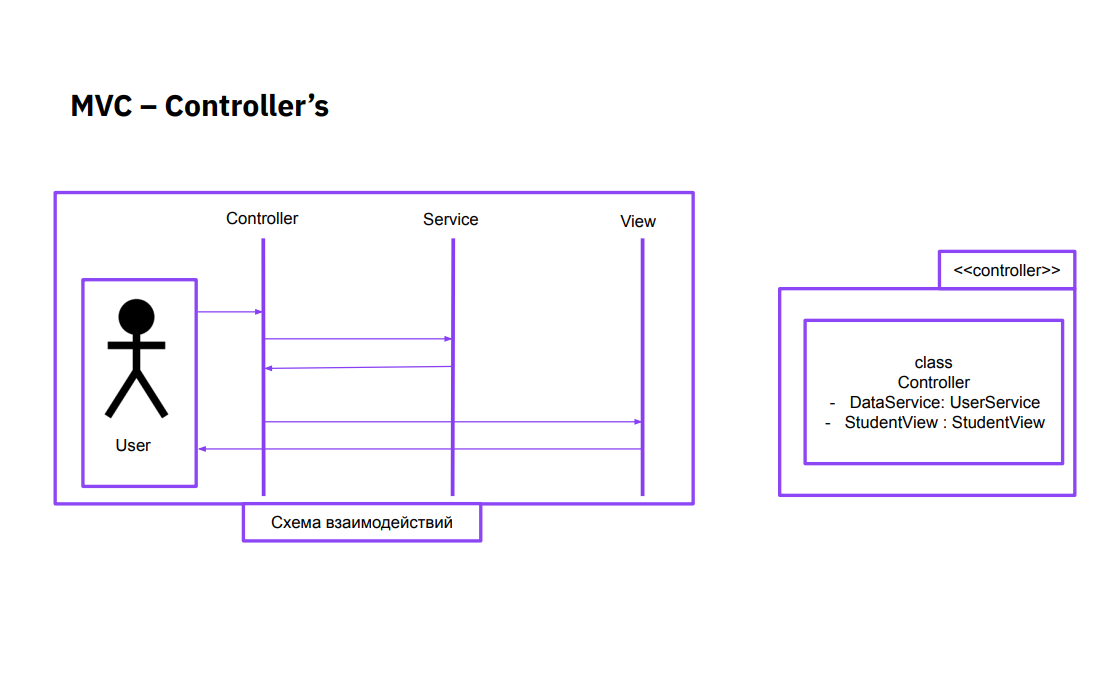 MVC – Controller’s
Controller
Service
View
User
Схема взаимодействий
<<controller>>
class
Controller
- DataService: UserService
- StudentView : StudentView